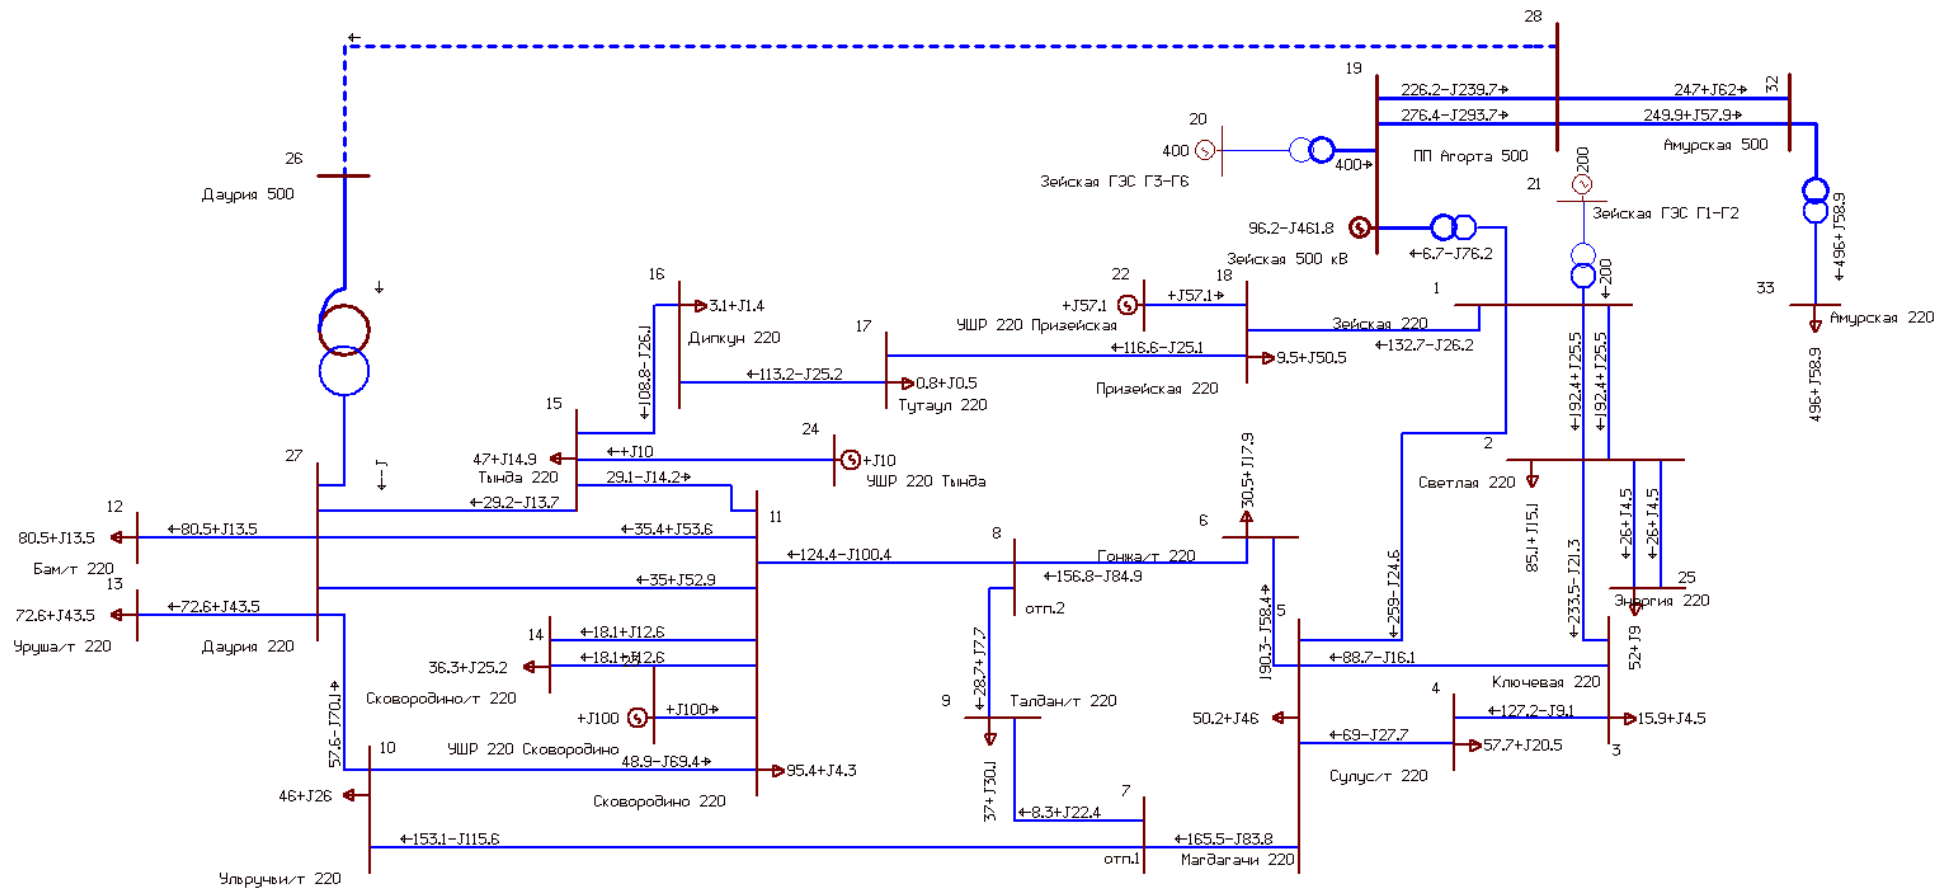 28
19
32
226.2-J239.7
247+J62
20
276.4-J293.7
249.9+J57.9
26
400
400
ПП Агорта 500
Амурская 500
200
Зейская ГЭС Г3-Г6
21
Даурия 500
Зейская ГЭС Г1-Г2
96.2-J461.8
-496+J58.9
6.7-J76.2
Зейская 500 кВ
16
22
18
200
1
33
3.1+J1.4
+J57.1
+J57.1
17
УШР 220 Призейская
Зейская 220
Амурская 220
Дипкун 220
116.6-J25.1
132.7-J26.2
9.5+J50.5
108.8-J26.1
113.2-J25.2
0.8+J0.5
Призейская 220
192.4+J25.5
192.4+J25.5
496+J58.9
15
Тутаул 220
24
2
27
47+J14.9
+J10
+J10
30.5+J17.9
Тында 220
29.1-J14.2
УШР 220 Тында
Светлая 220
-J
29.2-J13.7
12
11
6
85.1+J15.1
26+J4.5
26+J4.5
80.5+J13.5
80.5+J13.5
35.4+J53.6
8
124.4-J100.4
Гонжа/т 220
259-J24.6
Бам/т 220
156.8-J84.9
13
35+J52.9
25
233.5-J21.3
Энергия 220
72.6+J43.5
72.6+J43.5
отп.2
190.3-J58.4
5
14
18.1+J12.6
Уруша/т 220
Даурия 220
52+J9
36.3+J25.2
18.1+J12.6
88.7-J16.1
28.7+J7.7
Ключевая 220
Сковородино/т 220
9
Талдан/т 220
4
57.6-J70.1
+J100
+J100
50.2+J46
127.2-J9.1
15.9+J4.5
10
УШР 220 Сковородино
69-J27.7
57.7+J20.5
3
48.9-J69.4
95.4+J4.3
Сулус/т 220
46+J26
Сковородино 220
37+J30.1
7
8.3+J22.4
153.1-J115.6
165.5-J83.8
отп.1
Магдагачи 220
Ульручьи/т 220